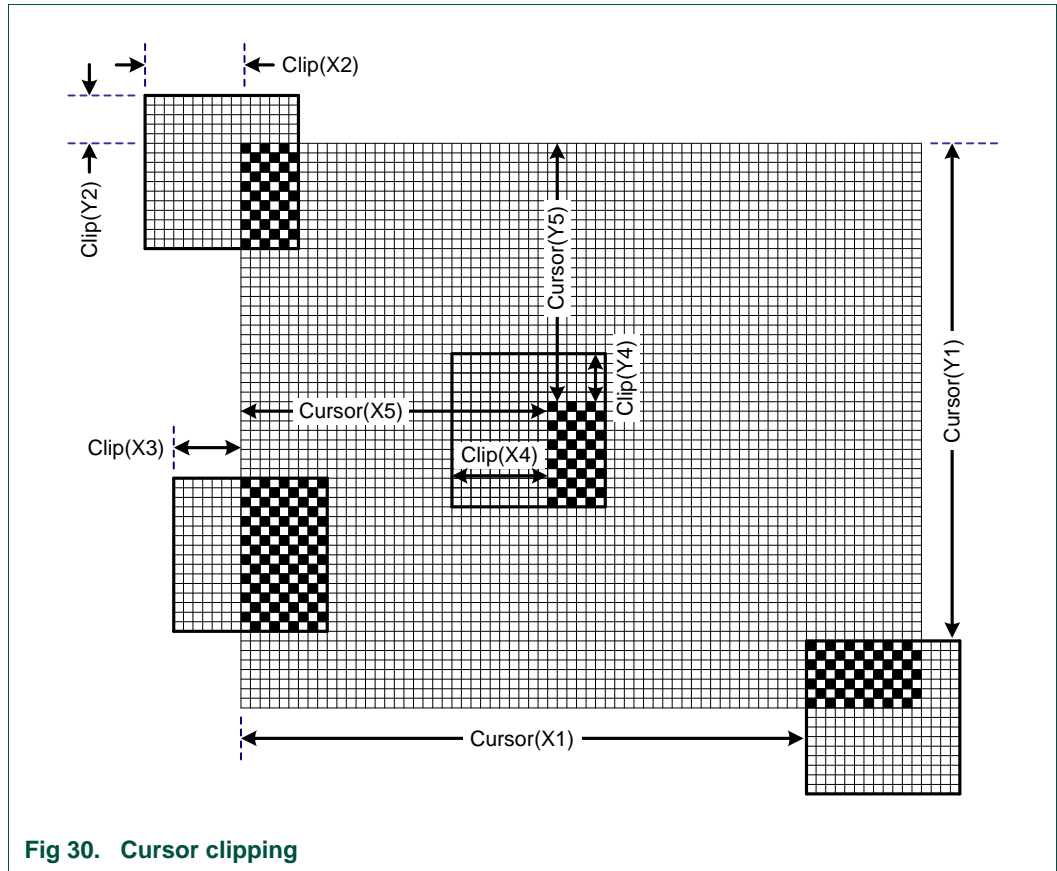 Clip(X2)
Clip(Y2)
Cursor(Y5)
Clip(Y4)
Cursor(Y1)
Cursor(X5)
Clip(X3)
Clip(X4)
Cursor(X1)
Fig 30. Cursor clipping